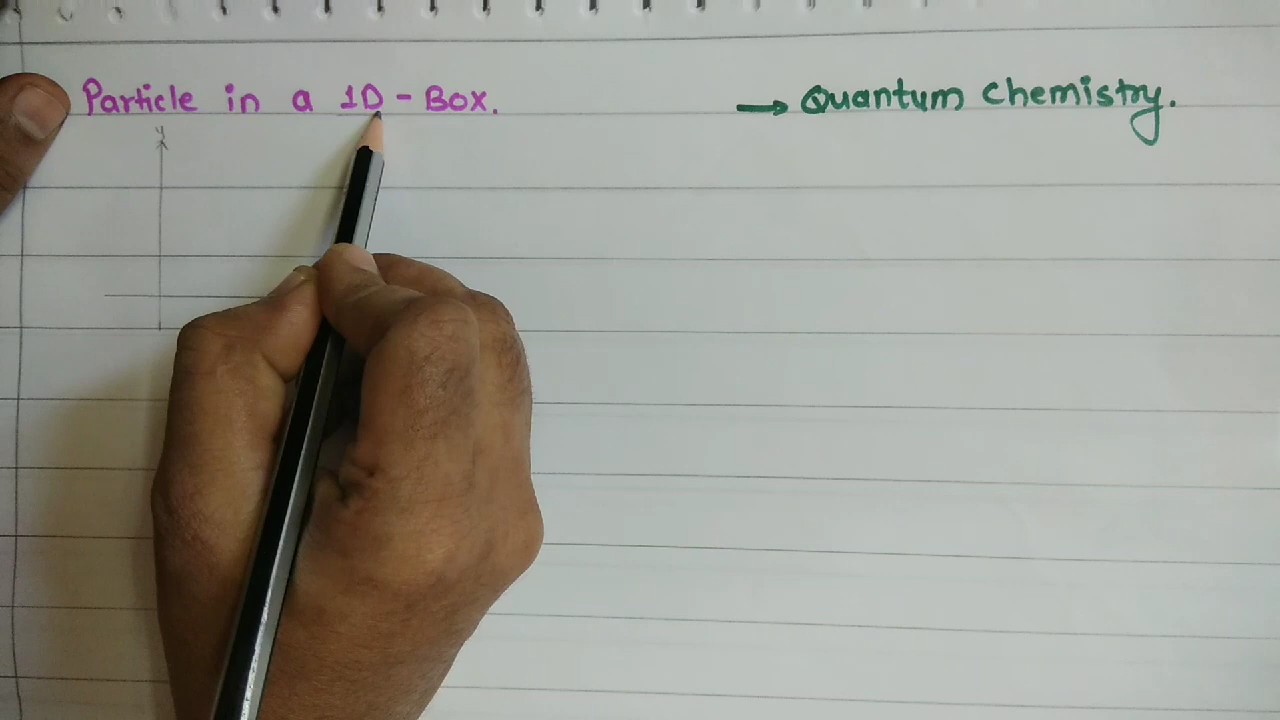 Particle in a 1D - Box.
→ Quantum chemistry.
y